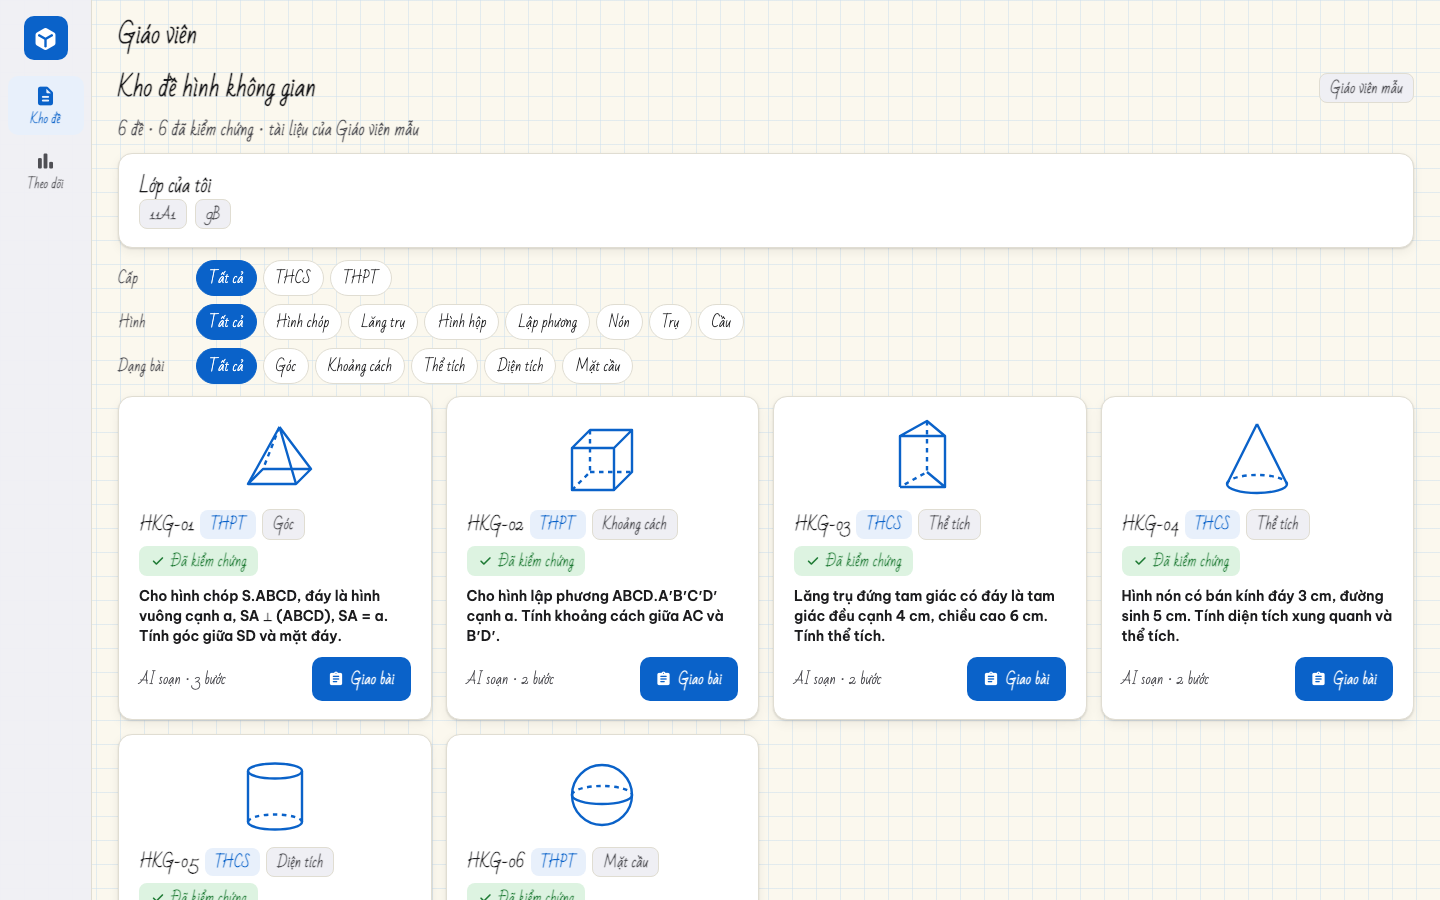 Giáo viên
Kho đề hình không gian
Giáo viên mẫu
6 đề · 6 đã kiểm chứng · tài liệu của Giáo viên mẫu
Kho đề
Theo dõi
Lớp của tôi
11A1 9B
Cấp Tất cả THCS THPT
Hình Tất cả Hình chóp Lăng trụ Hình hộp Lập phương Nón Trụ Cầu
Dạng bài Tất cả Góc Khoảng cách Thể tích Diện tích Mặt cầu
HKG-01 THPT Góc
Đã kiểm chứng
Cho hình chóp S.ABCD, đáy là hình
vuông cạnh a, SA ⊥ (ABCD), SA = a.
Tính góc giữa SD và mặt đáy.
AI soạn · 3 bước Giao bài
HKG-02 THPT Khoảng cách
Đã kiểm chứng
Cho hình lập phương ABCD.A′B′C′D′
cạnh a. Tính khoảng cách giữa AC và
B′D′.
AI soạn · 2 bước Giao bài
HKG-03 THCS Thể tích
Đã kiểm chứng
Lăng trụ đứng tam giác có đáy là tam
giác đều cạnh 4 cm, chiều cao 6 cm.
Tính thể tích.
AI soạn · 2 bước Giao bài
HKG-04 THCS Thể tích
Đã kiểm chứng
Hình nón có bán kính đáy 3 cm, đường
sinh 5 cm. Tính diện tích xung quanh và
thể tích.
AI soạn · 2 bước Giao bài
HKG-05 THCS Diện tích
Đã kiểm chứng
HKG-06 THPT Mặt cầu
Đã kiểm chứng